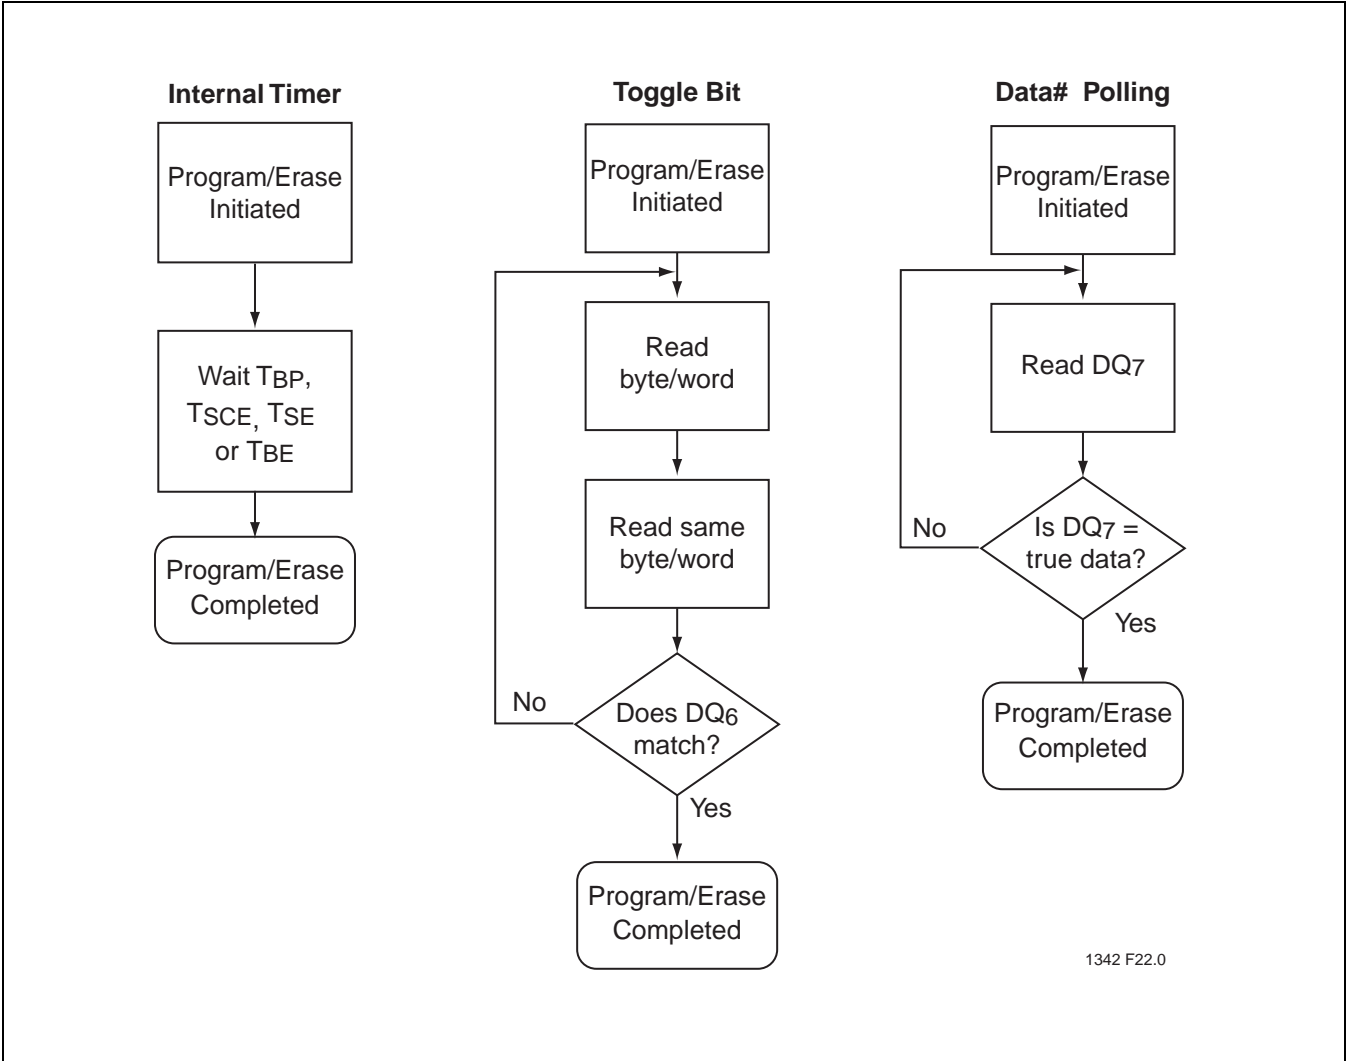 Internal Timer
Program/Erase
Initiated
Wait TBP,
TSCE, TSE
or TBE
Program/Erase
Completed
Toggle Bit
Program/Erase
Initiated
Read
byte/word
Read same
byte/word
Does DQ6
match?
No
Yes
Program/Erase
Completed
Data# Polling
Program/Erase
Initiated
Read DQ7
Is DQ7 =
true data?
No
Yes
Program/Erase
Completed
1342 F22.0